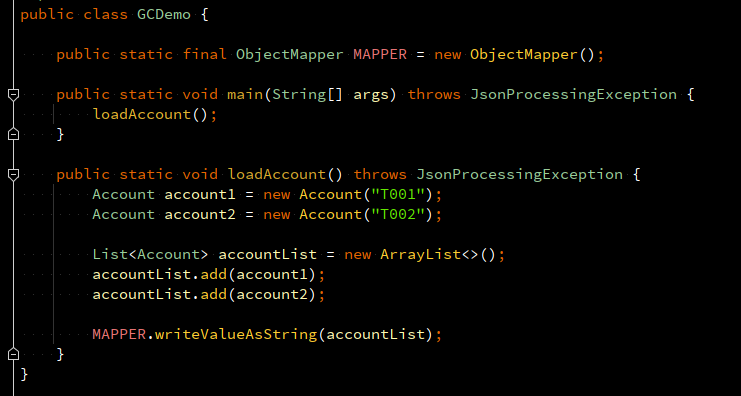 public class GCDemo {
public static final ObjectMapper MAPPER = new ObjectMapper();
public static void main(String[] args) throws JsonProcessingException {
loadAccount();
}
public static void loadAccount() throws JsonProcessingException {
Account account1 = new Account("T001");
Account account2 = new Account("T002");
List<Account> accountList = new ArrayList<>();
accountList.add(account1);
accountList.add(account2);
MAPPER.writeValueAsString(accountList);
}
}